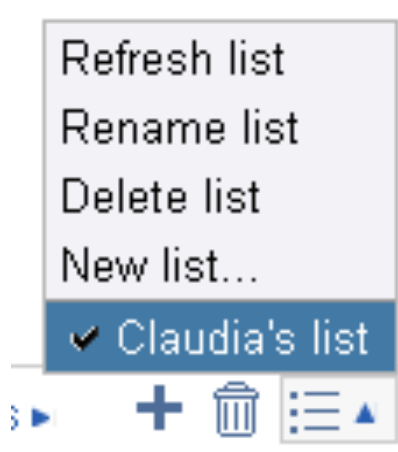 Refresh list
Rename list
Delete list
New list...
Claudia's list
s